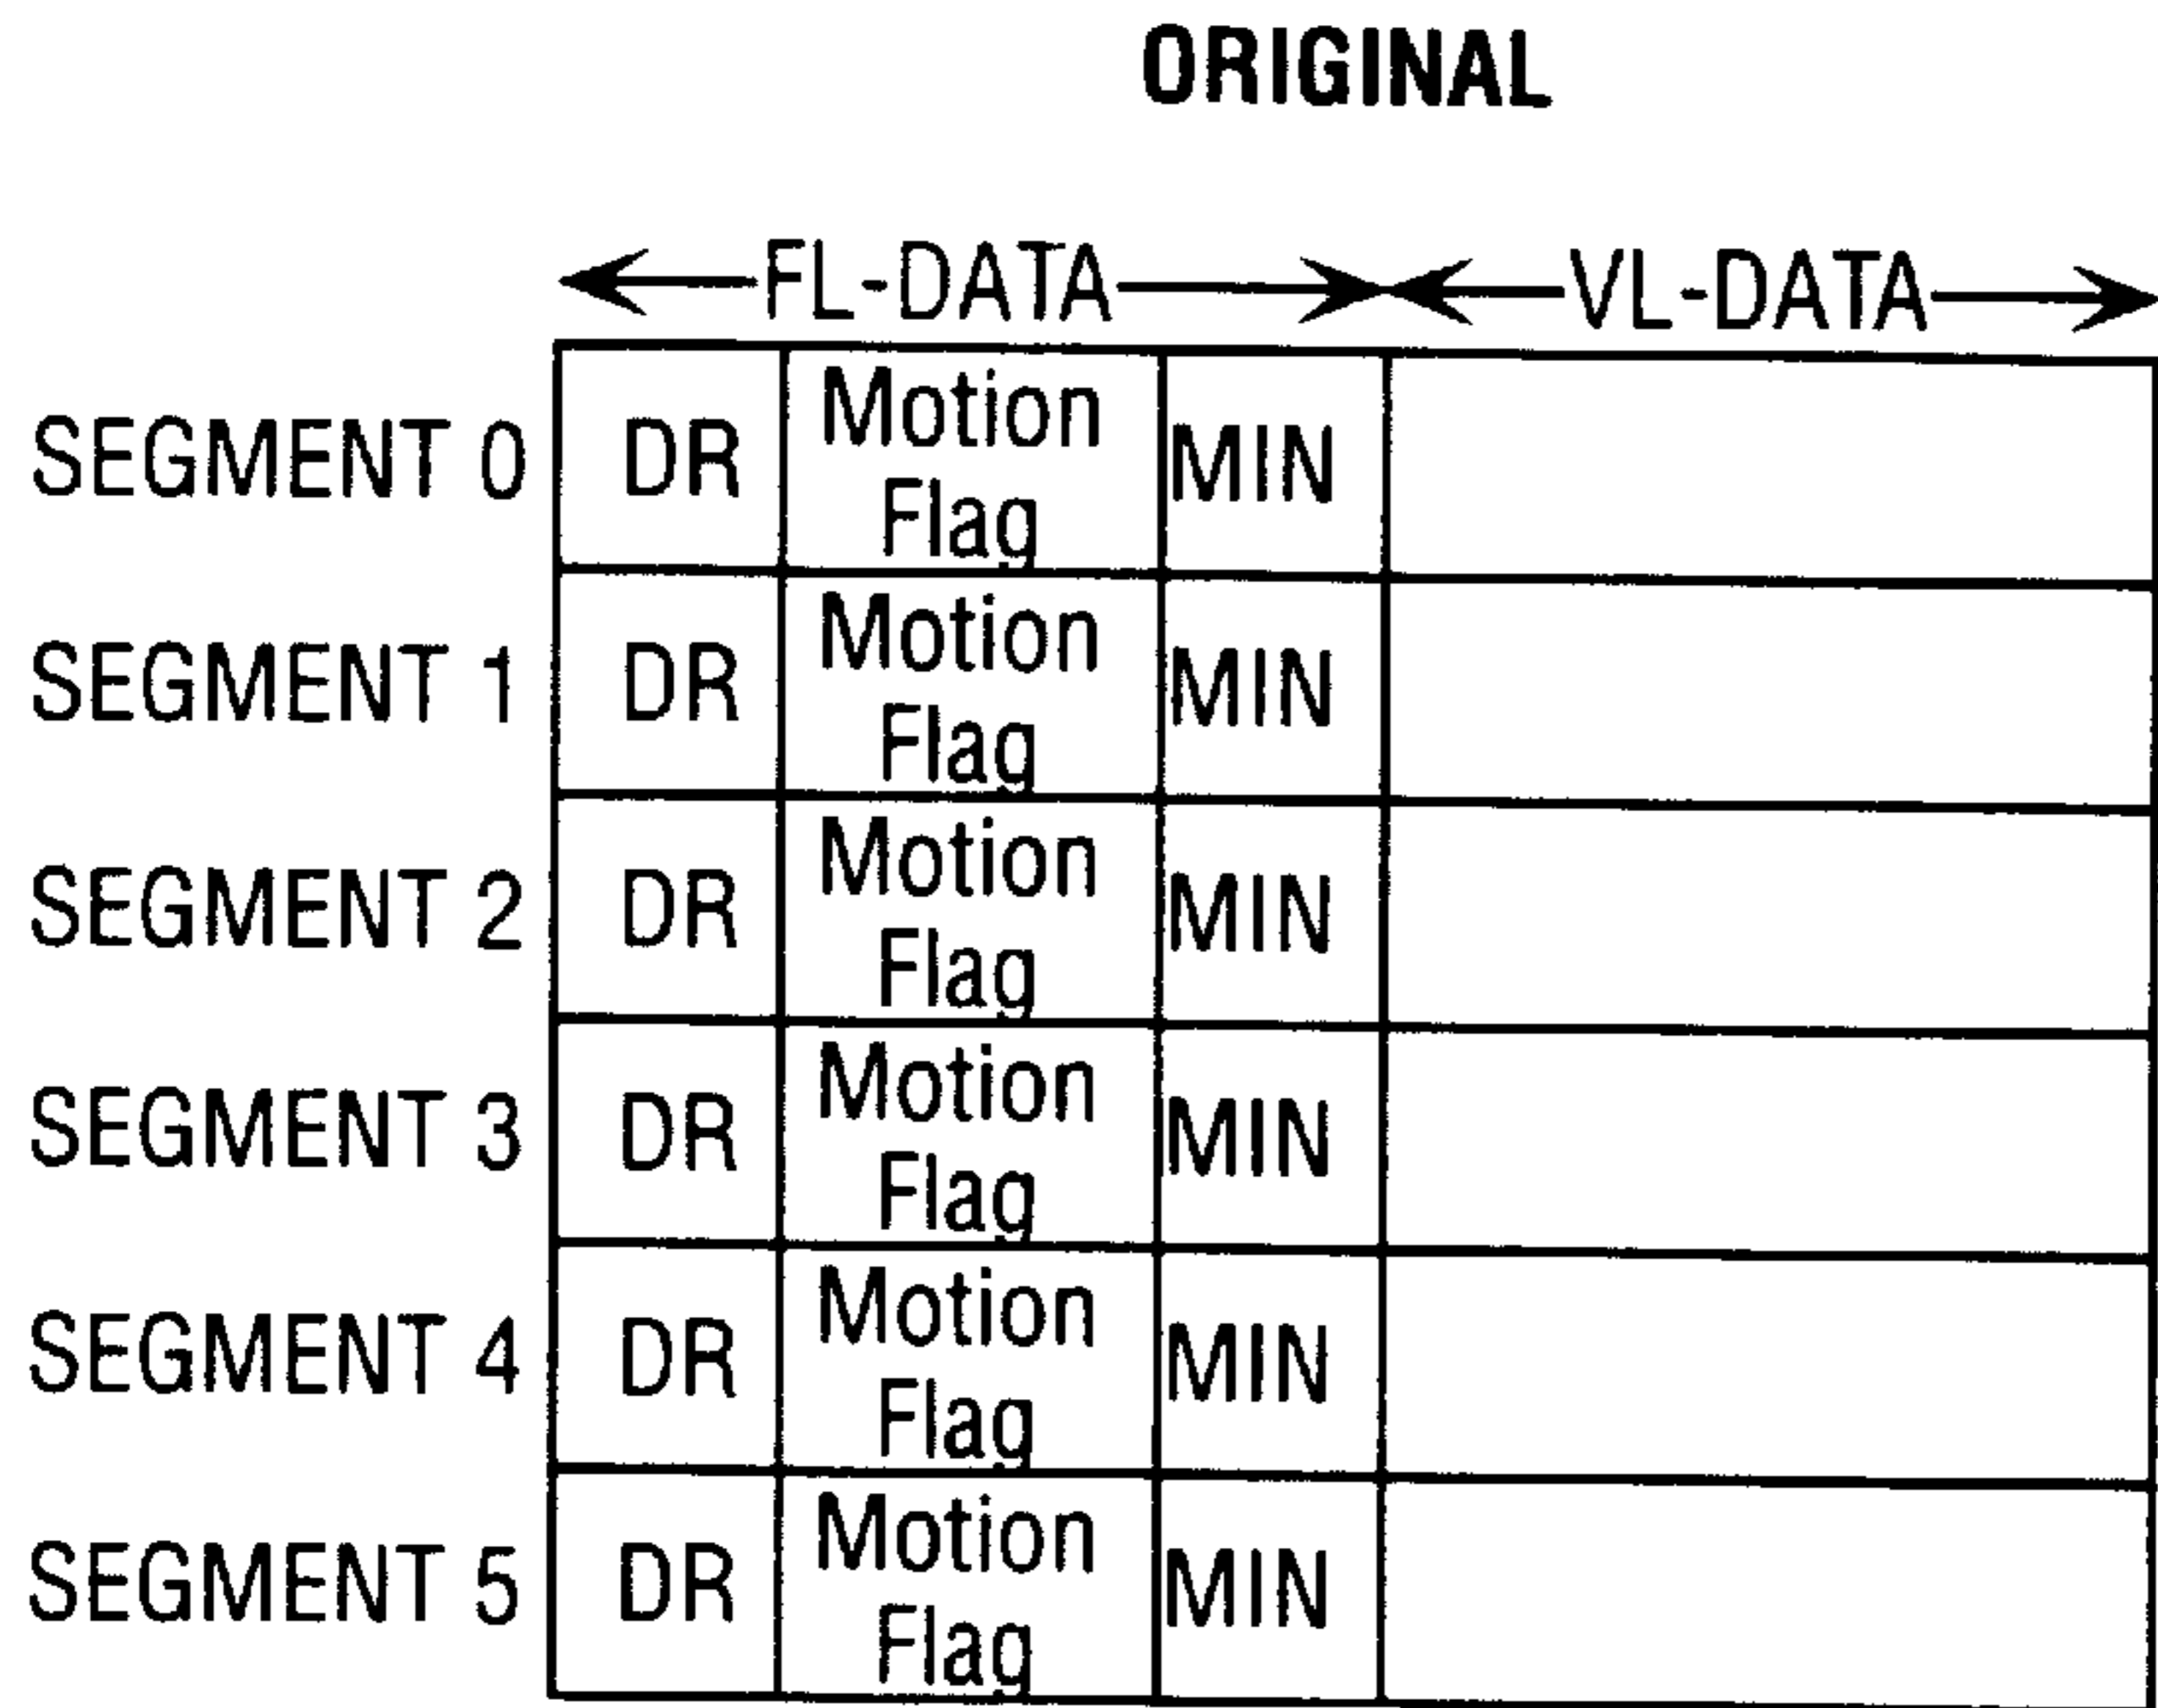 ORIGINAL
FL-DATA VL-DATA
SEGMENT 0 DR Motion Flag MIN
SEGMENT 1 DR Motion Flag MIN
SEGMENT 2 DR Motion Flag MIN
SEGMENT 3 DR Motion Flag MIN
SEGMENT 4 DR Motion Flag MIN
SEGMENT 5 DR Motion Flag MIN